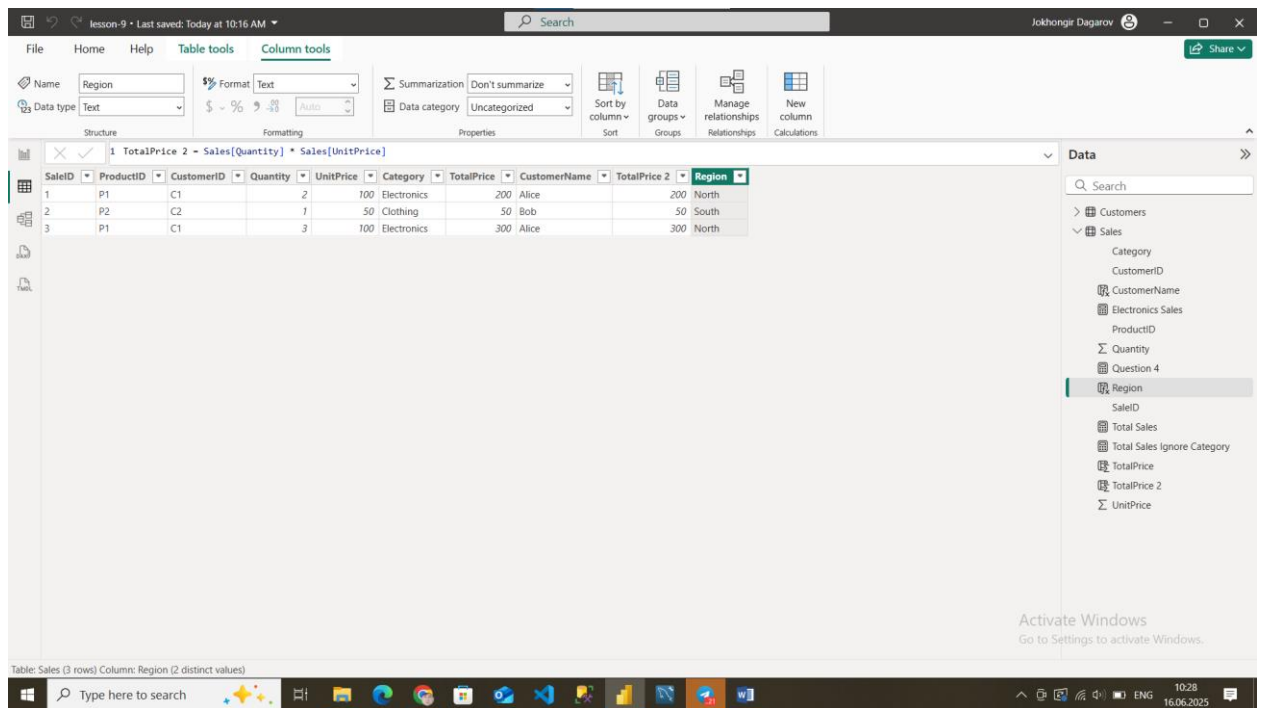 lesson-9 • Last saved: Today at 10:16 AM
Search
Jokhongir Dagarov
File Home Help Table tools Column tools
Share
Name Region
Data type Text
Structure
$% Format Text
$ % 9 Auto
Formatting
Summarization Don't summarize
Data category Uncategorized
Properties
Sort by
column
Sort
Data
groups
Groups
Manage
relationships
Relationships
New
column
Calculations
1 TotalPrice 2 = Sales[Quantity] * Sales[UnitPrice]
SaleID ProductID CustomerID Quantity UnitPrice Category TotalPrice CustomerName TotalPrice 2 Region
1 P1 C1 2 100 Electronics 200 Alice 200 North
2 P2 C2 1 50 Clothing 50 Bob 50 South
3 P1 C1 3 100 Electronics 300 Alice 300 North
Data
Search
Customers
Sales
Category
CustomerID
CustomerName
Electronics Sales
ProductID
Quantity
Question 4
Region
SaleID
Total Sales
Total Sales Ignore Category
TotalPrice
TotalPrice 2
UnitPrice
Activate Windows
Go to Settings to activate Windows.
Table: Sales (3 rows) Column: Region (2 distinct values)
Type here to search
ENG
10:28
16.06.2025